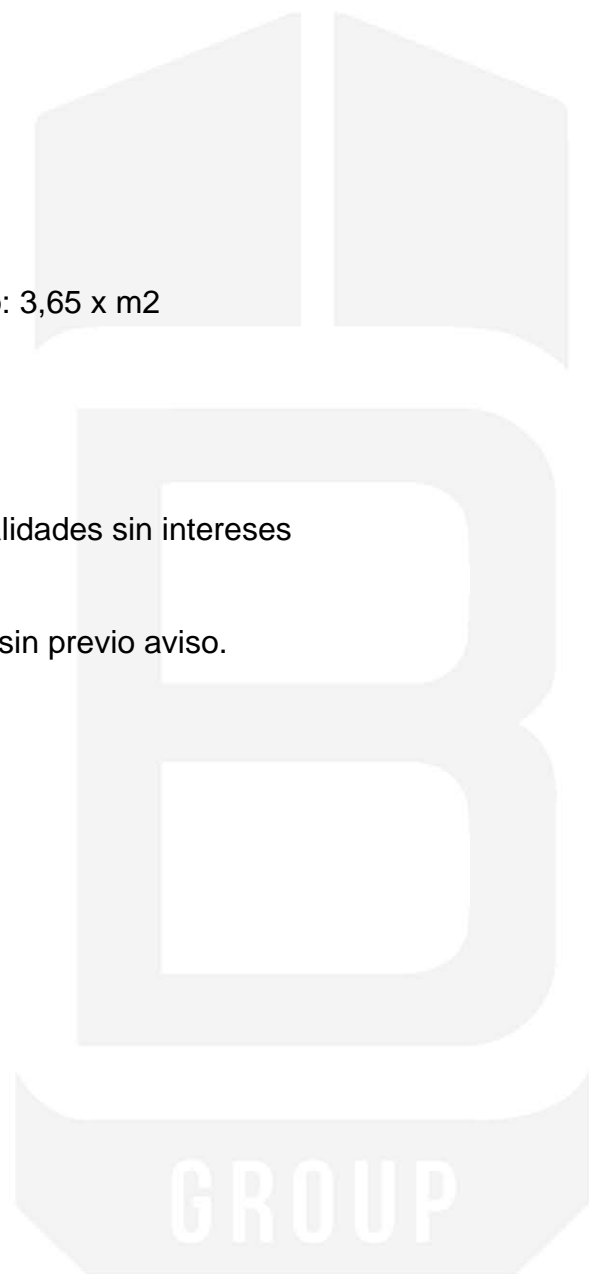 : 3,65 x m2
lidades sin intereses
sin previo aviso.
GROUP